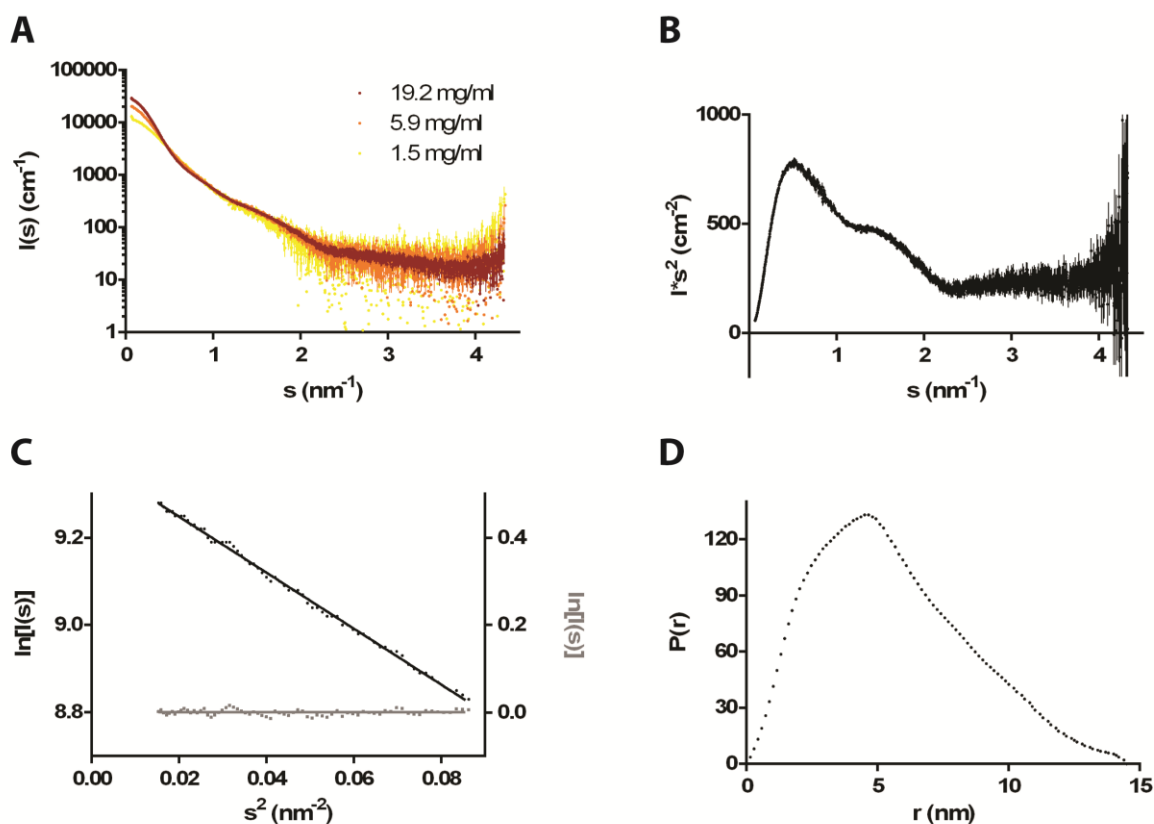 A
100000
10000
1000
100
10
1
I(s) (cm⁻¹)
19.2 mg/ml
5.9 mg/ml
1.5 mg/ml
0 1 2 3 4
s (nm⁻¹)
B
1000
500
0
I*s² (cm⁻²)
1 2 3 4
s (nm⁻¹)
C
9.2
9.0
8.8
ln[I(s)]
0.4
0.2
0.0
ln[I(s)]
0.00 0.02 0.04 0.06 0.08
s² (nm⁻²)
D
120
90
60
30
0
P(r)
0 5 10 15
r (nm)